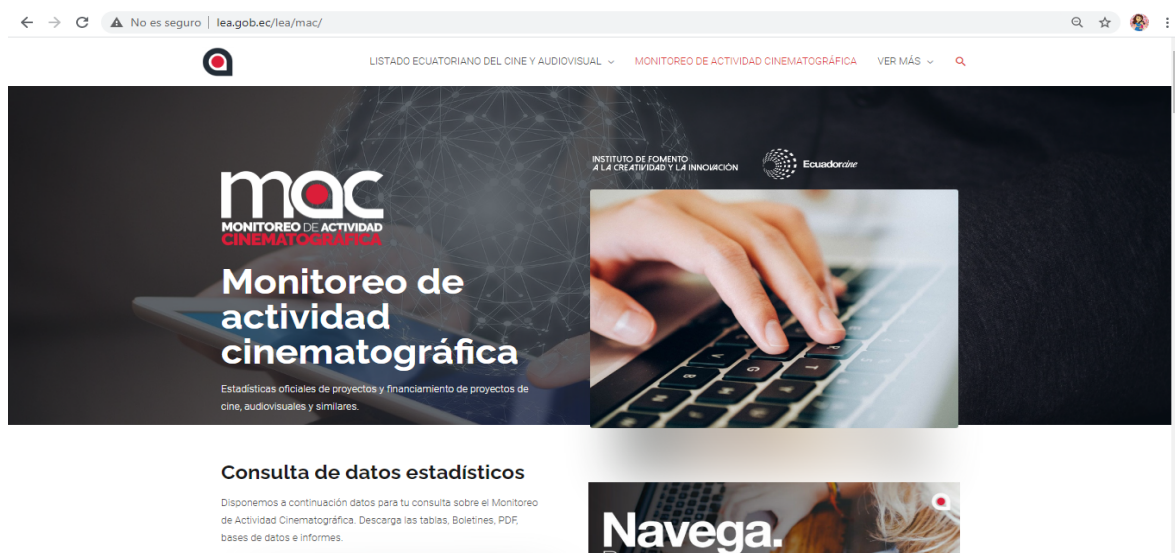 No es seguro | lea.gob.ec/lea/mac/
LISTADO ECUATORIANO DEL CINE Y AUDIOVISUAL MONITOREO DE ACTIVIDAD CINEMATOGRÁFICA VER MÁS
INSTITUTO DE FOMENTO
A LA CREATIVIDAD Y LA INNOVACIÓN
Ecuadorcine
mac
MONITOREO DE ACTIVIDAD
CINEMATOGRÁFICA
Monitoreo de
actividad
cinematográfica
Estadísticas oficiales de proyectos y financiamiento de proyectos de
cine, audiovisuales y similares.
Consulta de datos estadísticos
Disponemos a continuación datos para tu consulta sobre el Monitoreo
de Actividad Cinematográfica. Descarga las tablas, Boletines, PDF,
bases de datos e informes.
Navega.